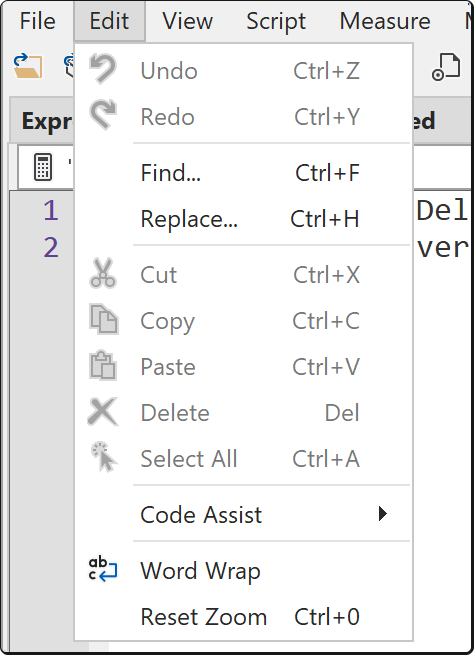 File Edit View Script Measure
Undo Ctrl+Z
Redo Ctrl+Y
Expr ed
Find... Ctrl+F
'
Replace... Ctrl+H
1 Del
2 ver
Cut Ctrl+X
Copy Ctrl+C
Paste Ctrl+V
Delete Del
Select All Ctrl+A
Code Assist
abc Word Wrap
Reset Zoom Ctrl+0